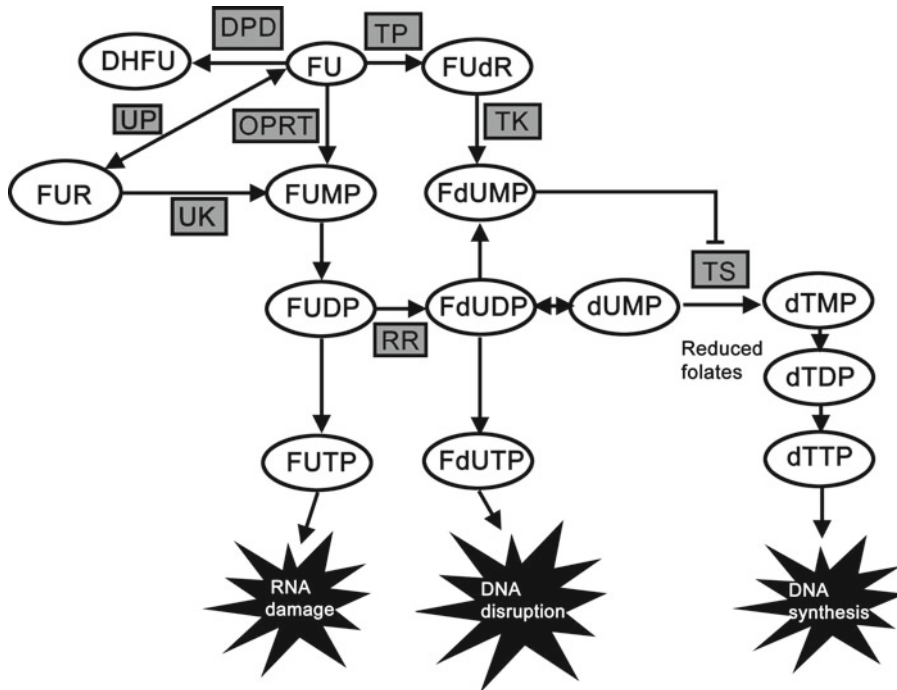 DPD
TP
DHFU
FU
FUdR
UP
OPRT
TK
FUR
FUMP
FdUMP
UK
TS
FUDP
FdUDP
dUMP
dTMP
RR
Reduced
folates
dTDP
FUTP
FdUTP
dTTP
RNA
damage
DNA
disruption
DNA
synthesis